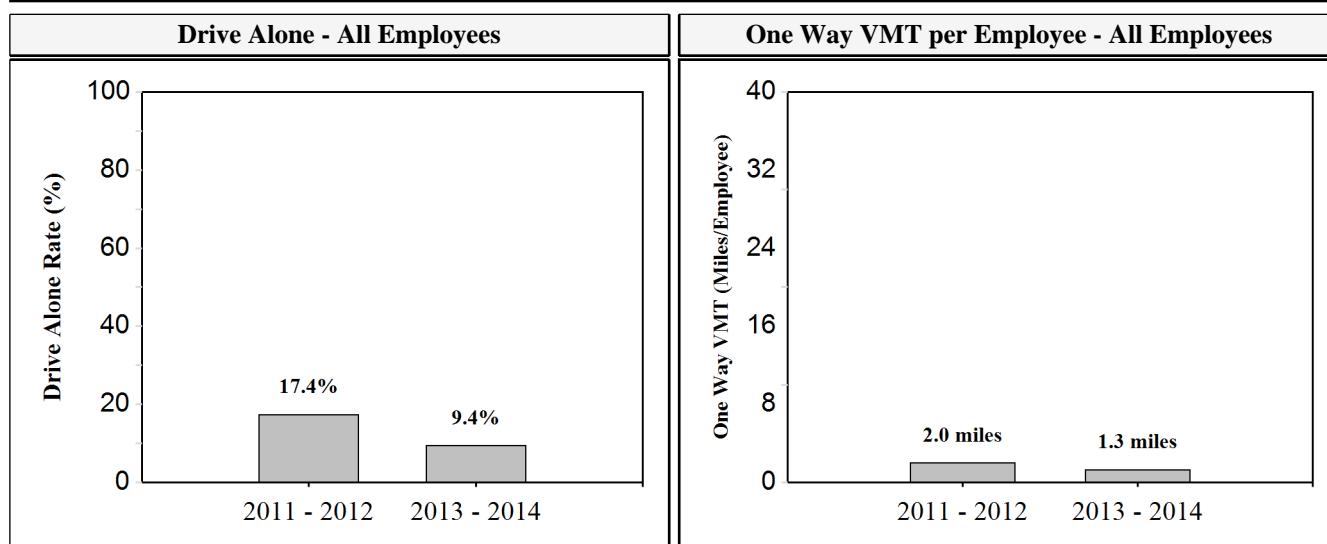 Drive Alone - All Employees
One Way VMT per Employee - All Employees
Drive Alone Rate (%)
100
80
60
40
20
0
17.4%
9.4%
2011 - 2012
2013 - 2014
One Way VMT (Miles/Employee)
40
32
24
16
8
0
2.0 miles
1.3 miles
2011 - 2012
2013 - 2014